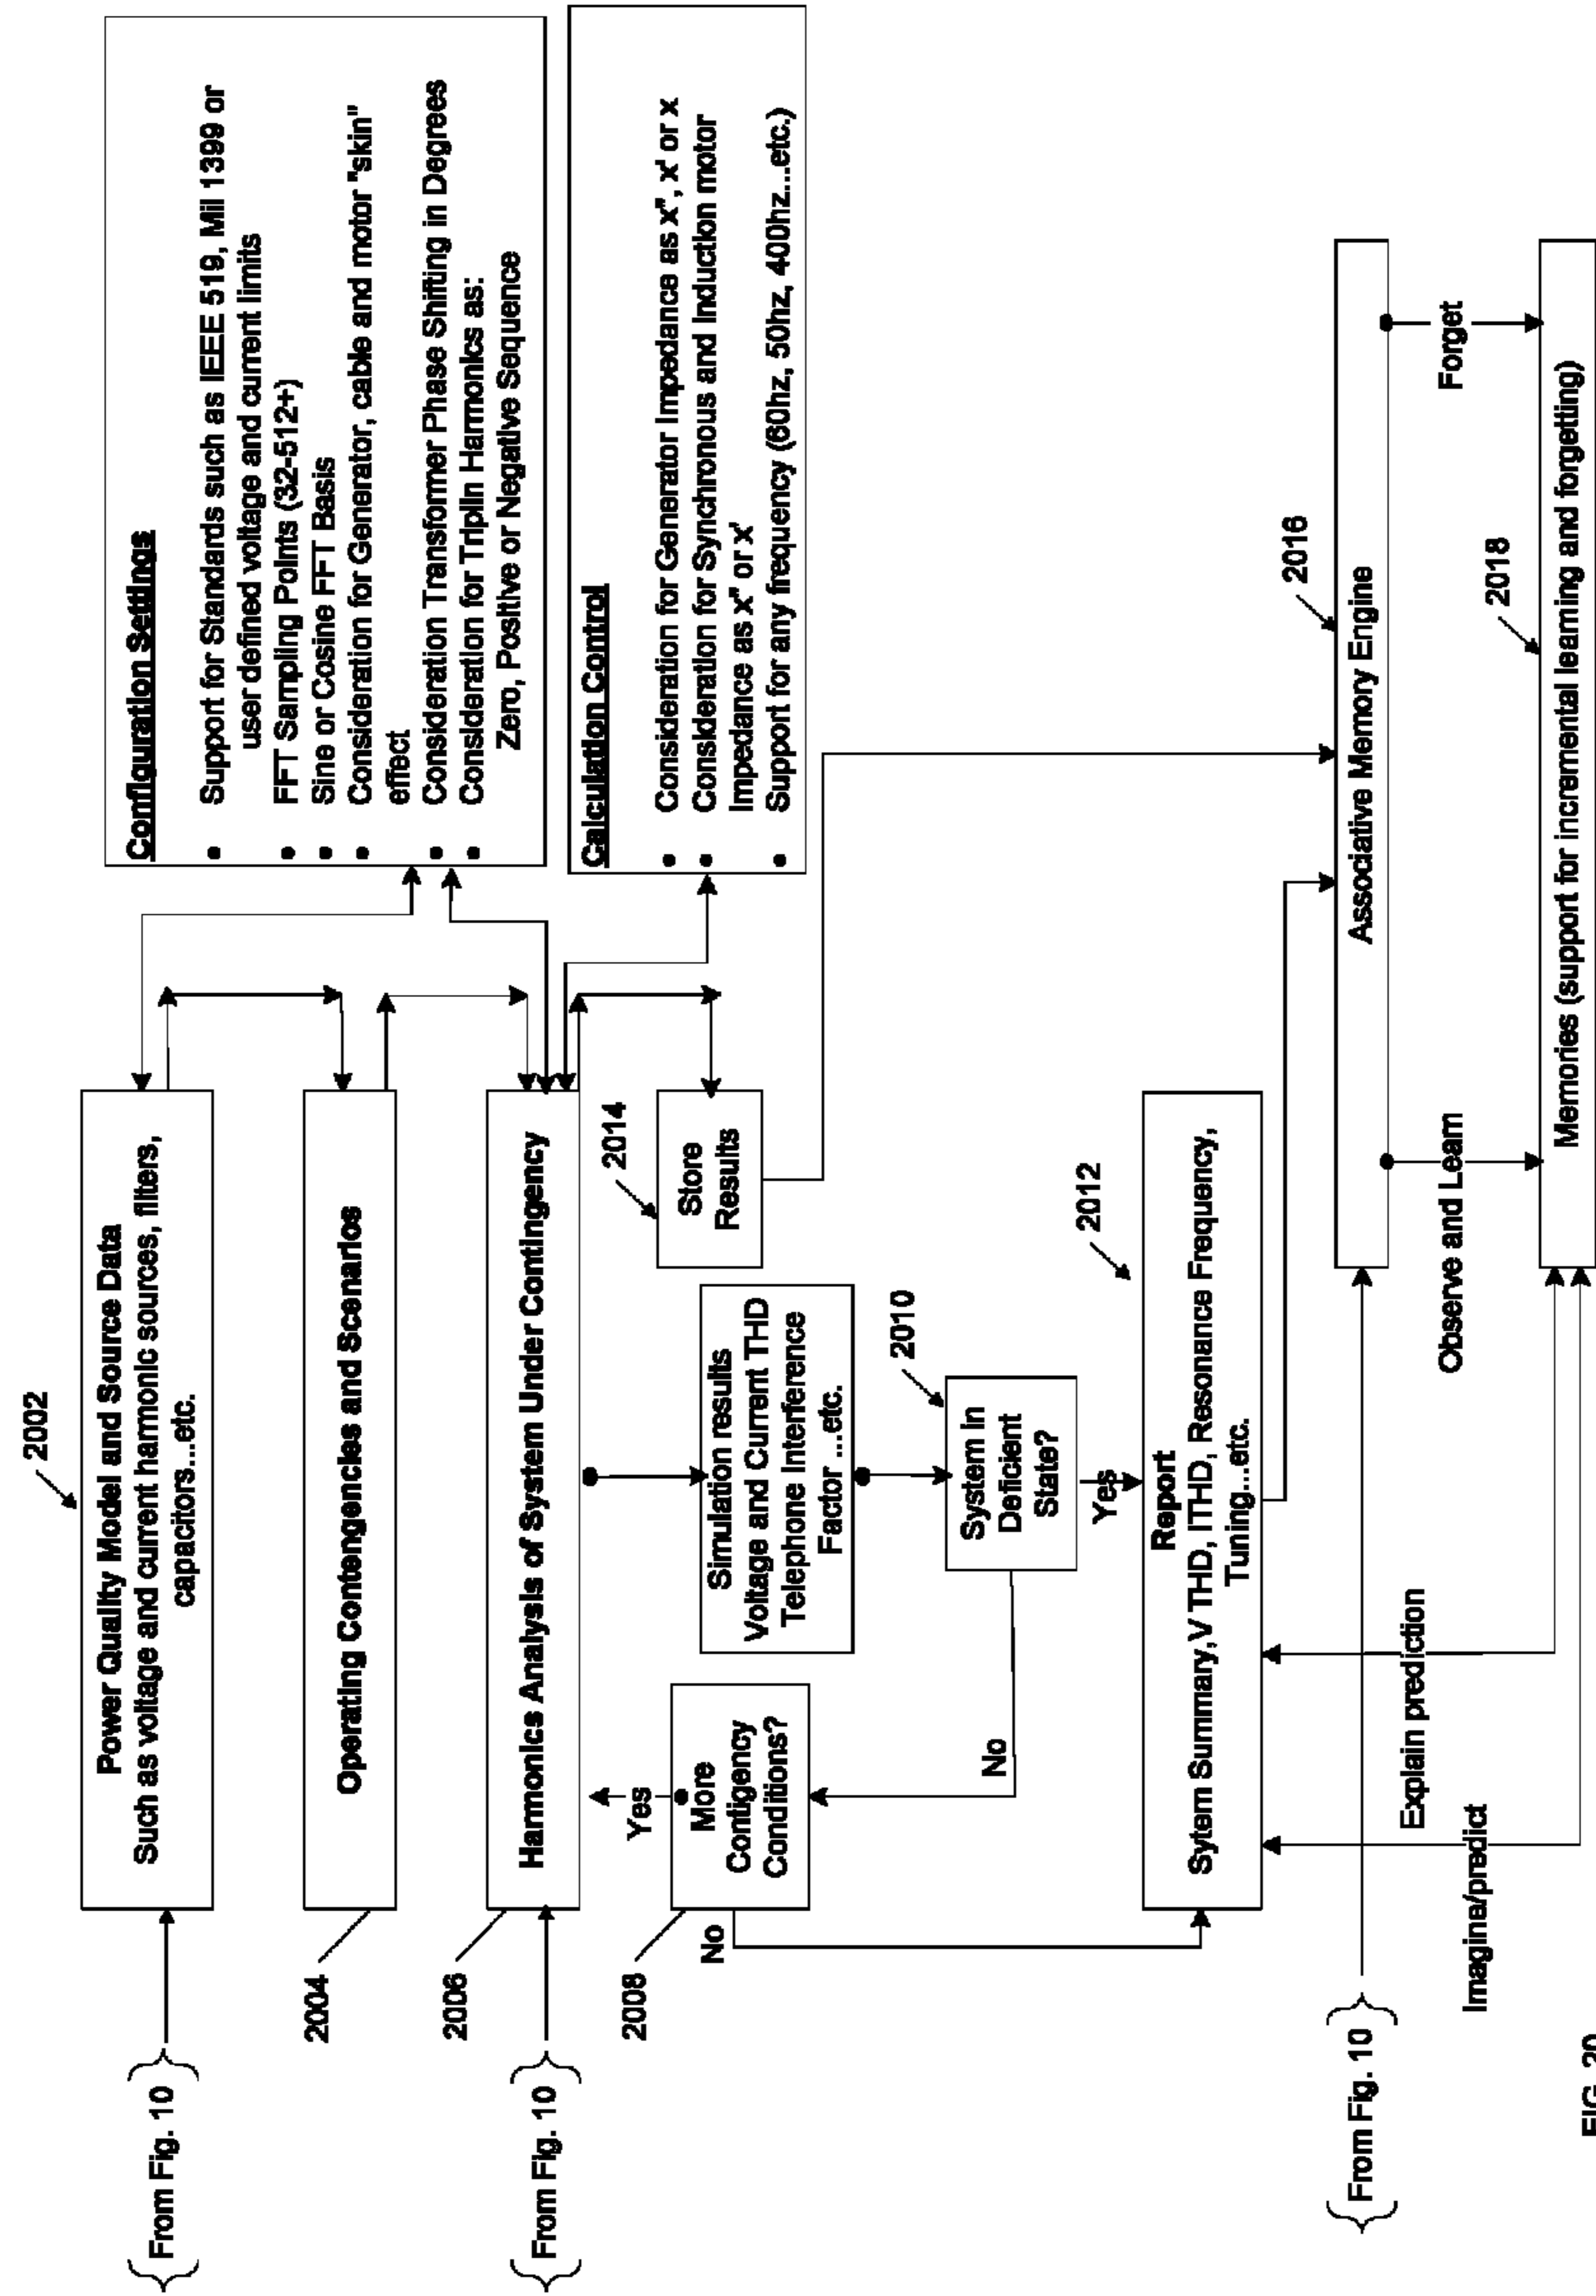 2002
Power Quality Model and Source Data
Such as voltage and current harmonic sources, filters,
capacitors...etc.
From Fig. 10
Configuration Settings
• Support for Standards such as IEEE 519, Mil 1399 or
user defined voltage and current limits
• FFT Sampling Points (32-512+)
• Sine or Cosine FFT Basis
• Consideration for Generator, cable and motor "skin"
effect
• Consideration Transformer Phase Shifting in Degrees
• Consideration for Triplin Harmonics as:
Zero, Positive or Negative Sequence
2004
Operating Contengencies and Scenarios
2006
Harmonics Analysis of System Under Contingency
From Fig. 10
Calculation Control
• Consideration for Generator Impedance as x", x' or x
• Consideration for Synchronous and Induction motor
Impedance as x" or x'
• Support for any frequency (60hz, 50hz, 400hz...etc.)
2014
Store
Results
Yes
2008
More
Contigency
Conditions?
No
Simulation results
Voltage and Current THD
Telephone Interference
Factor ...etc.
2010
System in
Deficient
State?
No
Yes
2012
Report
Sytem Summary,V THD, ITHD, Resonance Frequency,
Tuning...etc.
2016
Associative Memory Engine
From Fig. 10
Explain prediction
Observe and Learn
Forget
Imagine/predict
2018
Memories (support for incremental learning and forgetting)
FIG. 20